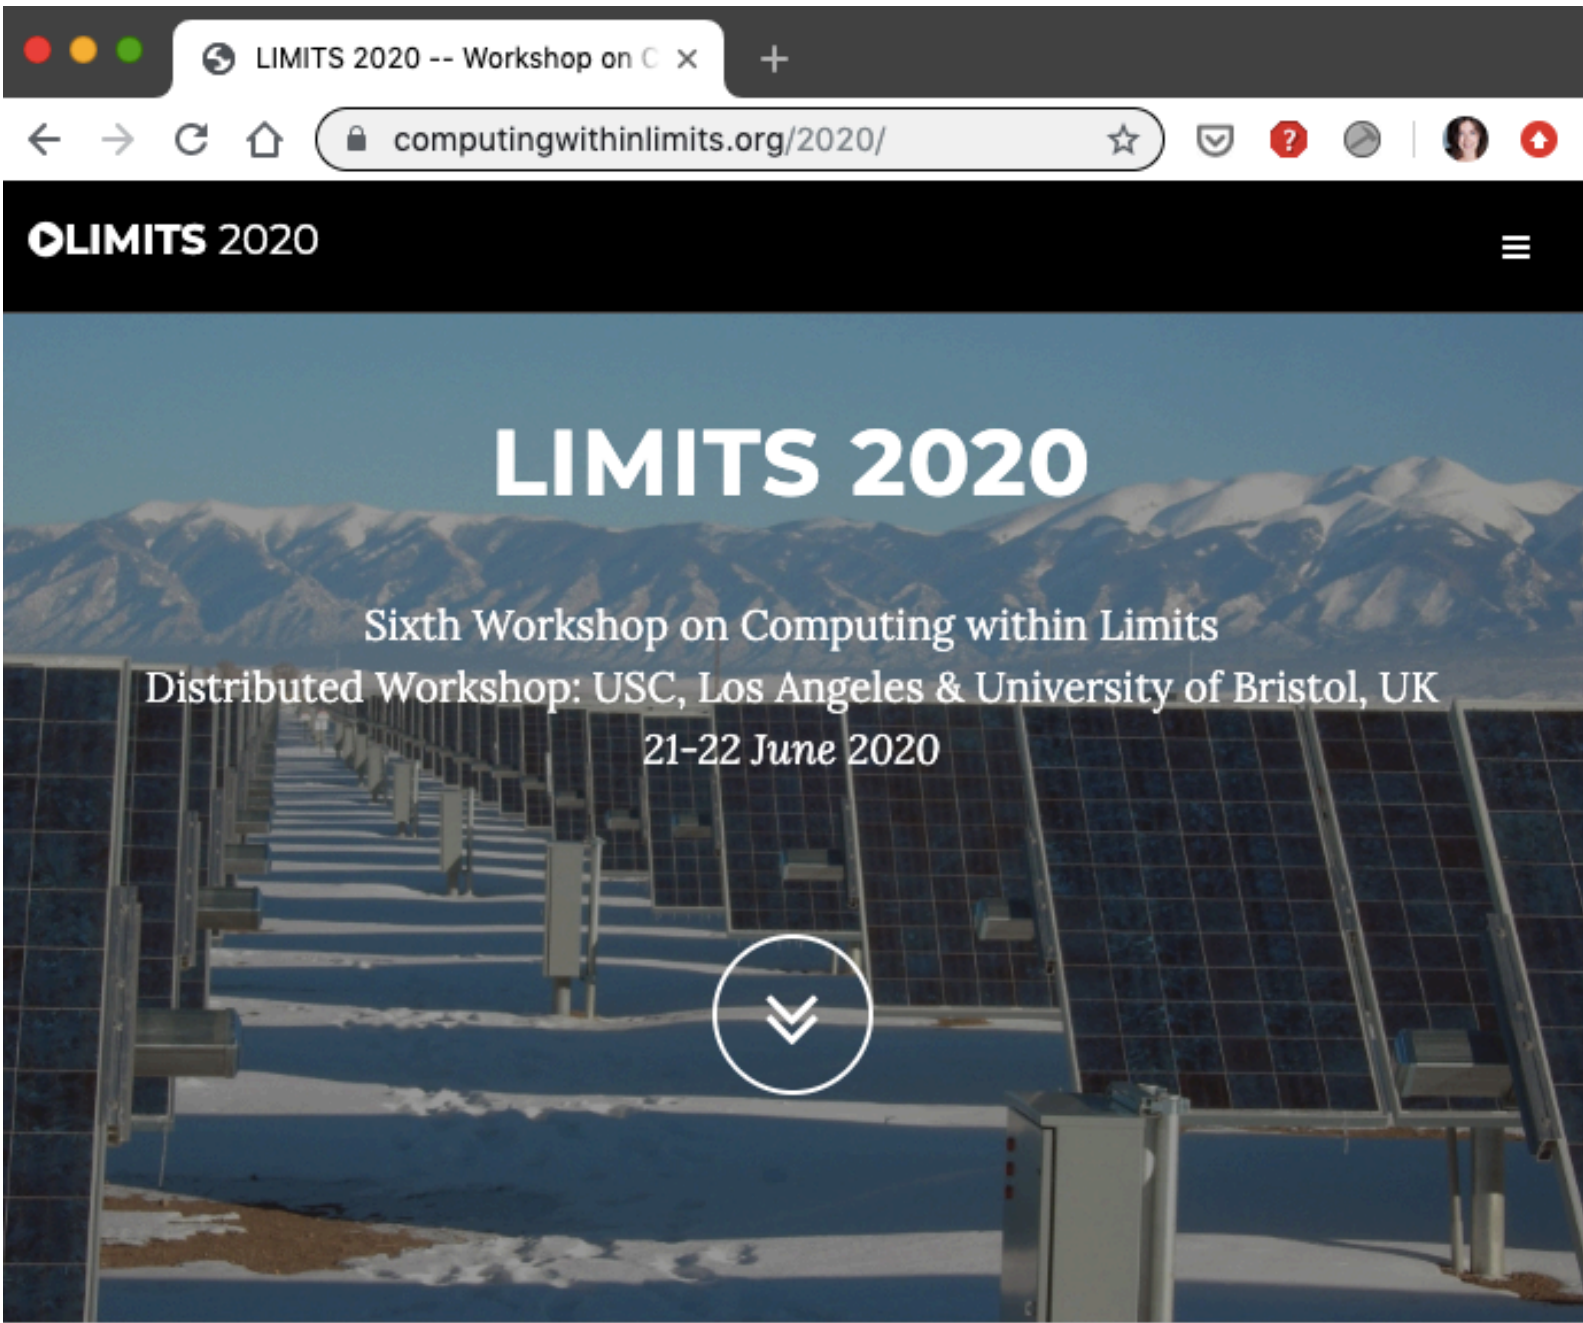 LIMITS 2020 -- Workshop on C
computingwithinlimits.org/2020/
LIMITS 2020
LIMITS 2020
Sixth Workshop on Computing within Limits
Distributed Workshop: USC, Los Angeles & University of Bristol, UK
21-22 June 2020